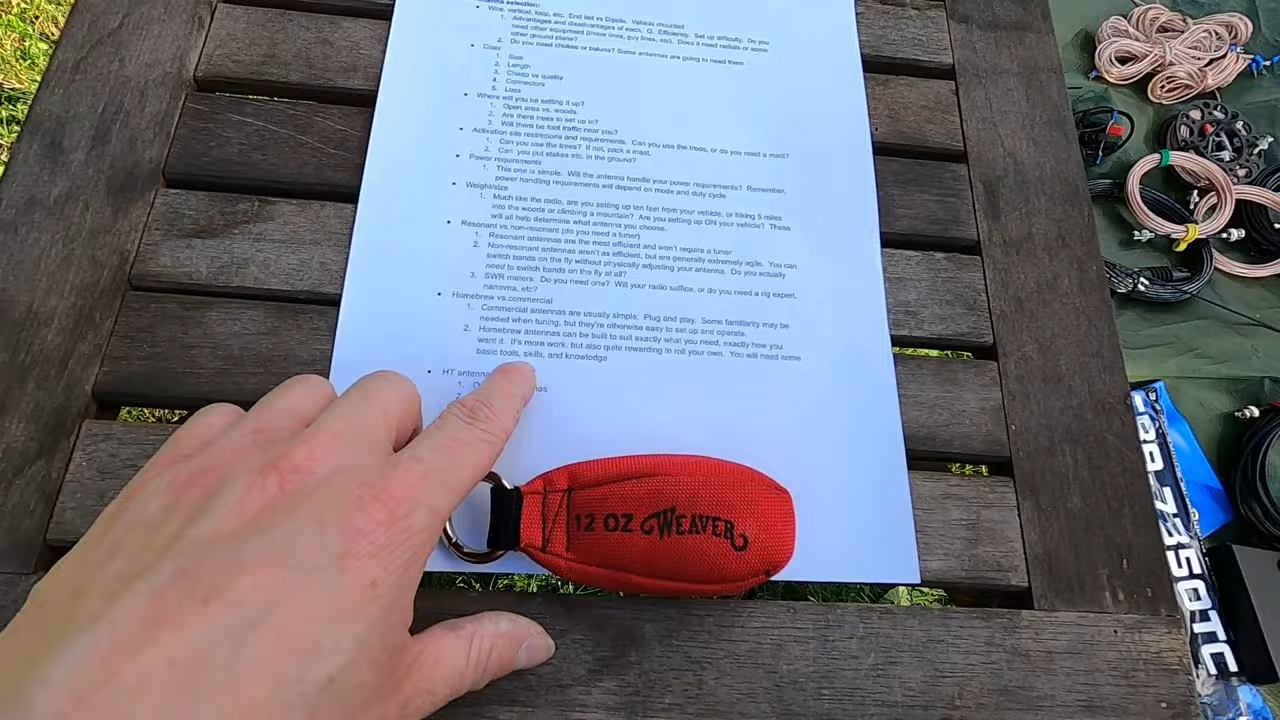 selection:
Wire, vertical, loop, etc. End fed vs Dipole. Vehicle mounted
1. Advantages and disadvantages of each. Q. Efficiency. Set up difficulty. Do you
need other equipment (throw lines, guy lines, etc). Does it need radials or some
other ground plane?
2. Do you need chokes or baluns? Some antennas are going to need them
Coax
1. Size
2. Length
3. Cheap vs quality
4. Connectors
5. Loss
Where will you be setting it up?
1. Open area vs. woods.
2. Are there trees to set up in?
3. Will there be foot traffic near you?
Activation site restrictions and requirements. Can you use the trees, or do you need a mast?
1. Can you use the trees? If not, pack a mast.
2. Can you put stakes etc. in the ground?
Power requirements
1. This one is simple. Will the antenna handle your power requirements? Remember,
power handling requirements will depend on mode and duty cycle
Weight/size
1. Much like the radio, are you setting up ten feet from your vehicle, or hiking 5 miles
into the woods or climbing a mountain? Are you setting up ON your vehicle? These
will all help determine what antenna you choose.
Resonant vs non-resonant (do you need a tuner)
1. Resonant antennas are the most efficient and won't require a tuner
2. Non-resonant antennas aren't as efficient, but are generally extremely agile. You can
switch bands on the fly without physically adjusting your antenna. Do you actually
need to switch bands on the fly at all?
3. SWR meters: Do you need one? Will your radio suffice, or do you need a rig expert,
nanovna, etc?
Homebrew vs commercial
1. Commercial antennas are usually simple. Plug and play. Some familiarity may be
needed when tuning, but they're otherwise easy to set up and operate.
2. Homebrew antennas can be built to suit exactly what you need, exactly how you
want it. It's more work, but also quite rewarding to roll your own. You will need some
basic tools, skills, and knowledge
HT antenna
1.
12 OZ WEAVER
735OTC